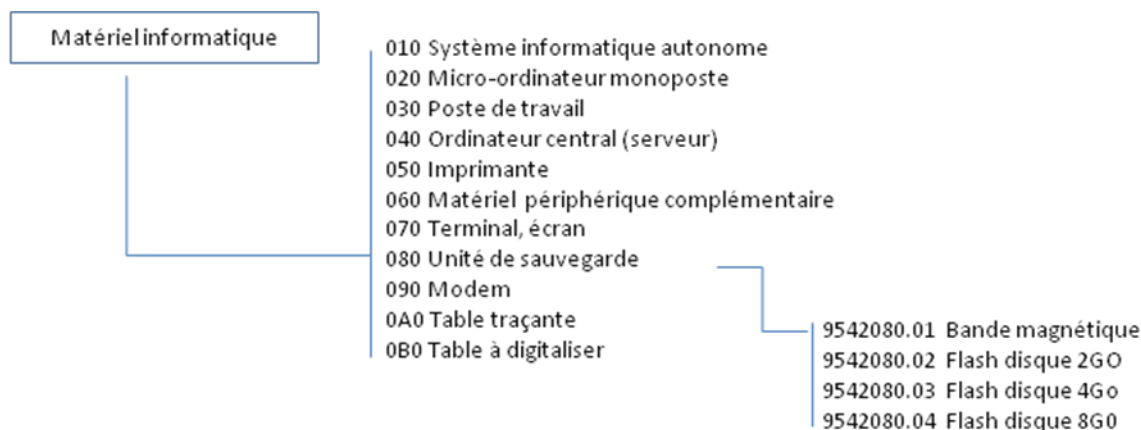 Matériel informatique
010 Système informatique autonome
020 Micro-ordinateur monoposte
030 Poste de travail
040 Ordinateur central (serveur)
050 Imprimante
060 Matériel périphérique complémentaire
070 Terminal, écran
080 Unité de sauvegarde
090 Modem
0A0 Table traçante
0B0 Table à digitaliser
9542080.01 Bande magnétique
9542080.02 Flash disque 2GO
9542080.03 Flash disque 4Go
9542080.04 Flash disque 8G0